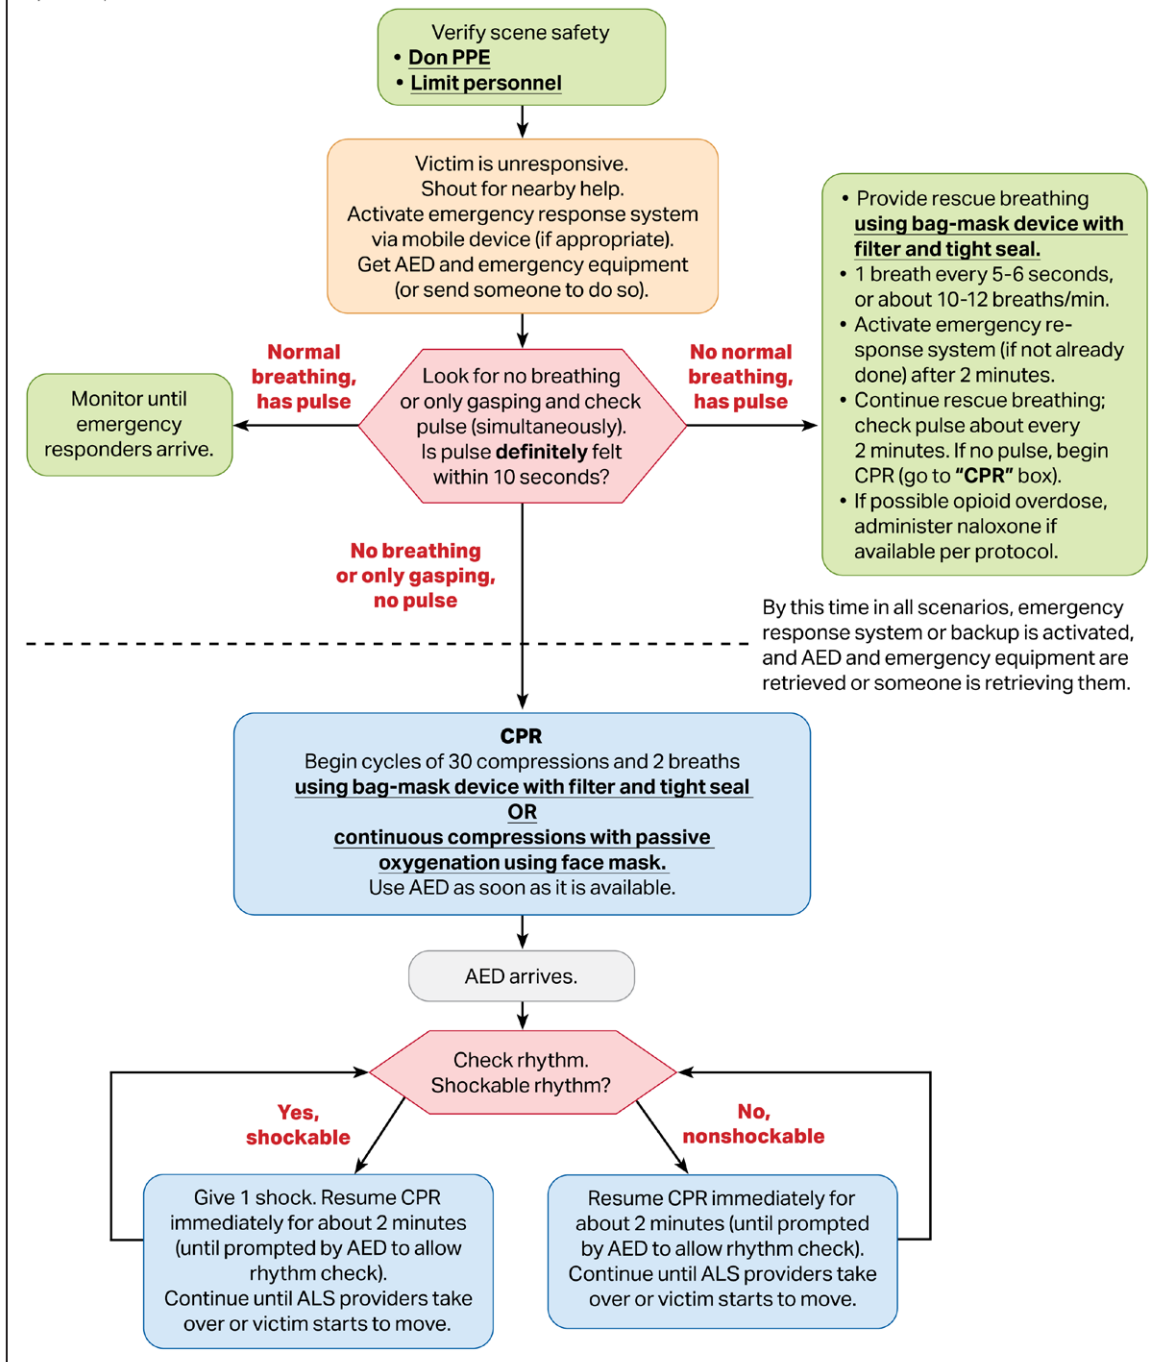 Verify scene safety
• Don PPE
• Limit personnel
Victim is unresponsive.
Shout for nearby help.
Activate emergency response system
via mobile device (if appropriate).
Get AED and emergency equipment
(or send someone to do so).
Normal
breathing,
has pulse
Look for no breathing
or only gasping and check
pulse (simultaneously).
Is pulse definitely felt
within 10 seconds?
No normal
breathing,
has pulse
Monitor until
emergency
responders arrive.
• Provide rescue breathing
using bag-mask device with
filter and tight seal.
• 1 breath every 5-6 seconds,
or about 10-12 breaths/min.
• Activate emergency re-
sponse system (if not already
done) after 2 minutes.
• Continue rescue breathing;
check pulse about every
2 minutes. If no pulse, begin
CPR (go to “CPR” box).
• If possible opioid overdose,
administer naloxone if
available per protocol.
No breathing
or only gasping,
no pulse
By this time in all scenarios, emergency
response system or backup is activated,
and AED and emergency equipment are
retrieved or someone is retrieving them.
CPR
Begin cycles of 30 compressions and 2 breaths
using bag-mask device with filter and tight seal
OR
continuous compressions with passive
oxygenation using face mask.
Use AED as soon as it is available.
AED arrives.
Check rhythm.
Shockable rhythm?
Yes,
shockable
No,
nonshockable
Give 1 shock. Resume CPR
immediately for about 2 minutes
(until prompted by AED to allow
rhythm check).
Continue until ALS providers take
over or victim starts to move.
Resume CPR immediately for
about 2 minutes (until prompted
by AED to allow rhythm check).
Continue until ALS providers take
over or victim starts to move.